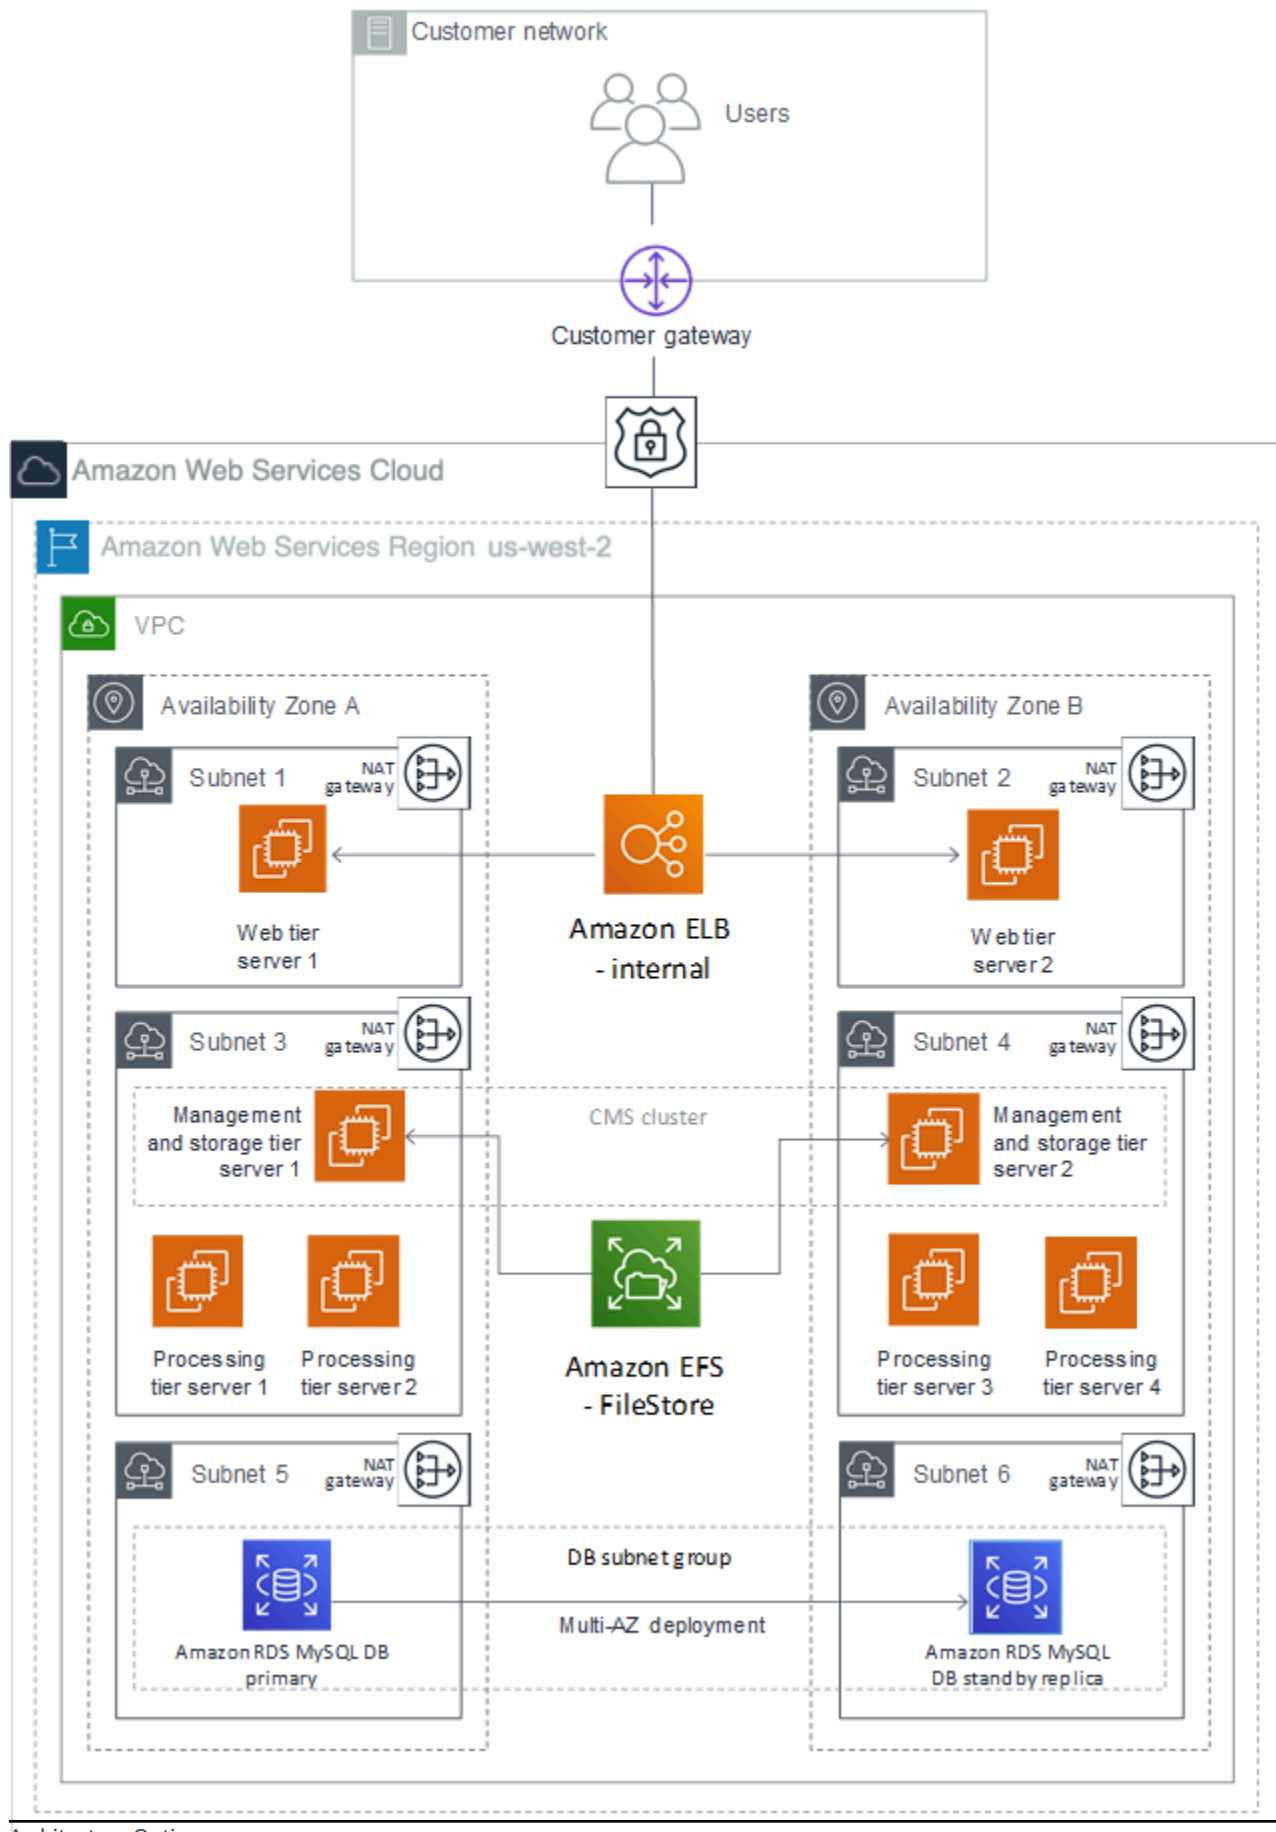 Customer network
Users
Customer gateway
Amazon Web Services Cloud
Amazon Web Services Region us-west-2
VPC
Availability Zone A
Availability Zone B
Subnet 1
NAT
gateway
Subnet 2
NAT
gateway
Web tier
server 1
Amazon ELB
- internal
Web tier
server 2
Subnet 3
NAT
gateway
Subnet 4
NAT
gateway
Management
and storage tier
server 1
CMS cluster
Management
and storage tier
server 2
Processing
tier server 1
Processing
tier server 2
Amazon EFS
- FileStore
Processing
tier server 3
Processing
tier server 4
Subnet 5
NAT
gateway
Subnet 6
NAT
gateway
DB subnet group
Multi-AZ deployment
Amazon RDS MySQL DB
primary
Amazon RDS MySQL
DB standby replica